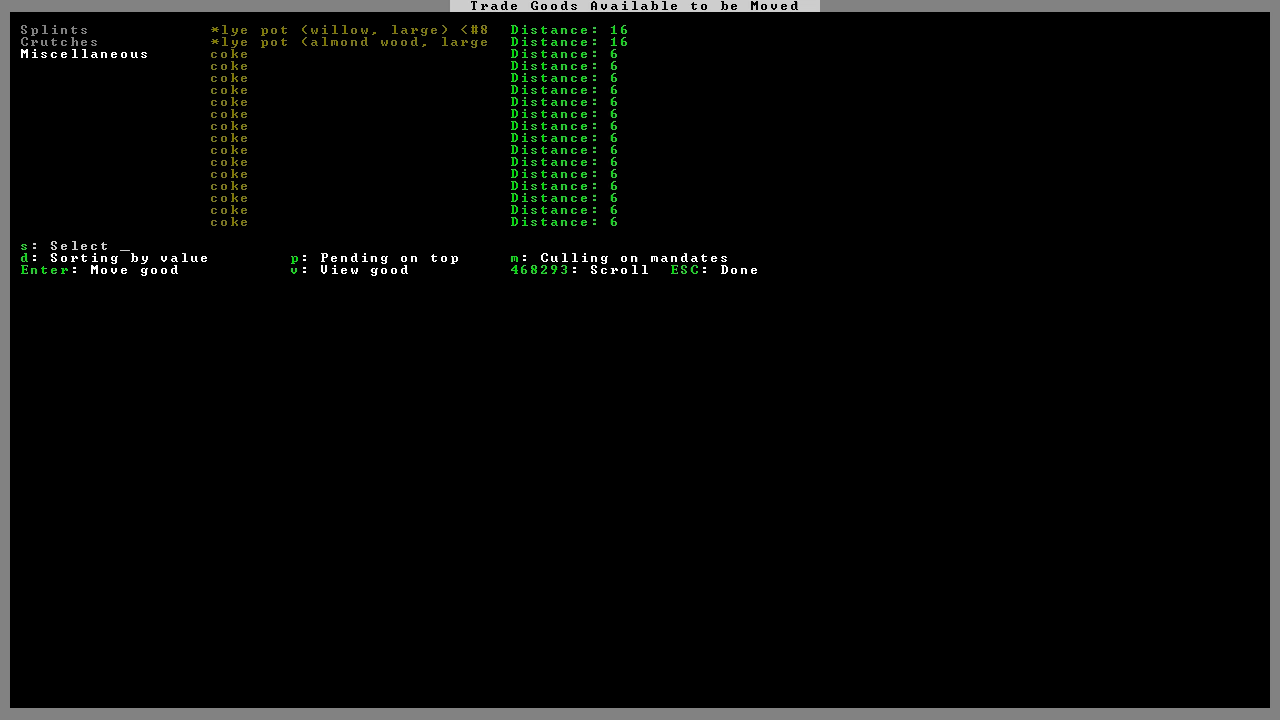 Trade Goods Available to be Moved
Splints *lye pot (willow, large) <#8 Distance: 16
Crutches *lye pot (almond wood, large Distance: 16
Miscellaneous coke Distance: 6
coke Distance: 6
coke Distance: 6
coke Distance: 6
coke Distance: 6
coke Distance: 6
coke Distance: 6
coke Distance: 6
coke Distance: 6
coke Distance: 6
coke Distance: 6
coke Distance: 6
coke Distance: 6
coke Distance: 6
coke Distance: 6
s: Select _
d: Sorting by value p: Pending on top m: Culling on mandates
Enter: Move good v: View good 468293: Scroll ESC: Done